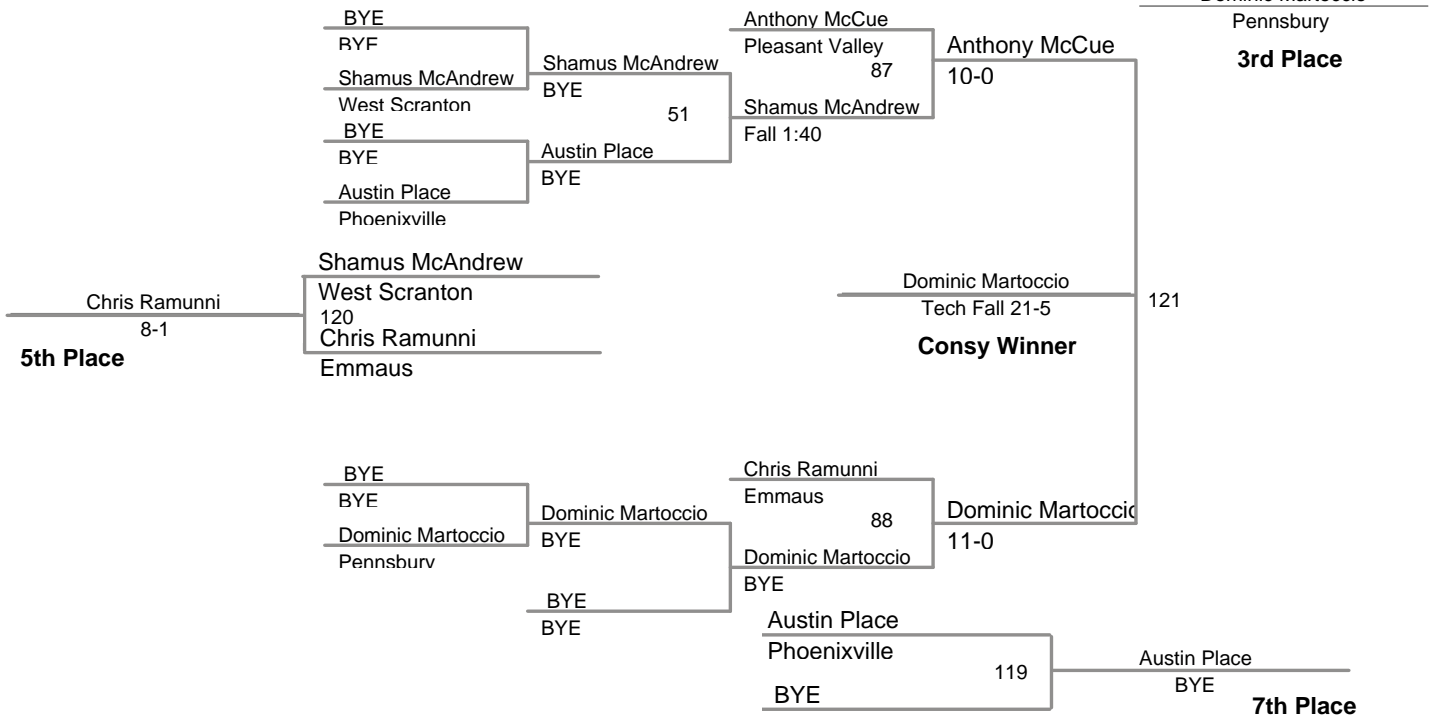 BYE
BYE
Shamus McAndrew
West Scranton
BYE
BYE
Austin Place
Phoenixville
Shamus McAndrew
BYE
51
Austin Place
BYE
Anthony McCue
Pleasant Valley
87
Shamus McAndrew
Fall 1:40
Anthony McCue
10-0
Dominic Martoccio
Pennsbury
3rd Place
Chris Ramunni
8-1
5th Place
Shamus McAndrew
West Scranton
120
Chris Ramunni
Emmaus
Dominic Martoccio
Tech Fall 21-5
Consy Winner
121
BYE
BYE
Dominic Martoccio
Pennsbury
Dominic Martoccio
BYE
BYE
BYE
Chris Ramunni
Emmaus
88
Dominic Martoccio
BYE
Dominic Martoccio
11-0
Austin Place
Phoenixville
119
BYE
Austin Place
BYE
7th Place